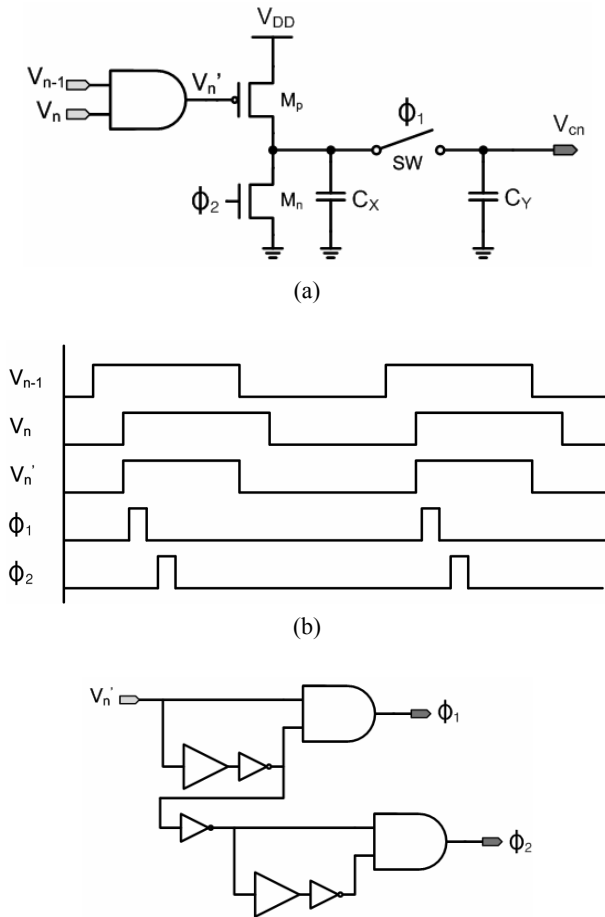 V_DD
V_n-1
V_n
V_n'
M_p
ϕ_1
V_cn
SW
ϕ_2
M_n
C_X
C_Y
(a)
V_n-1
V_n
V_n'
ϕ_1
ϕ_2
(b)
V_n'
ϕ_1
ϕ_2